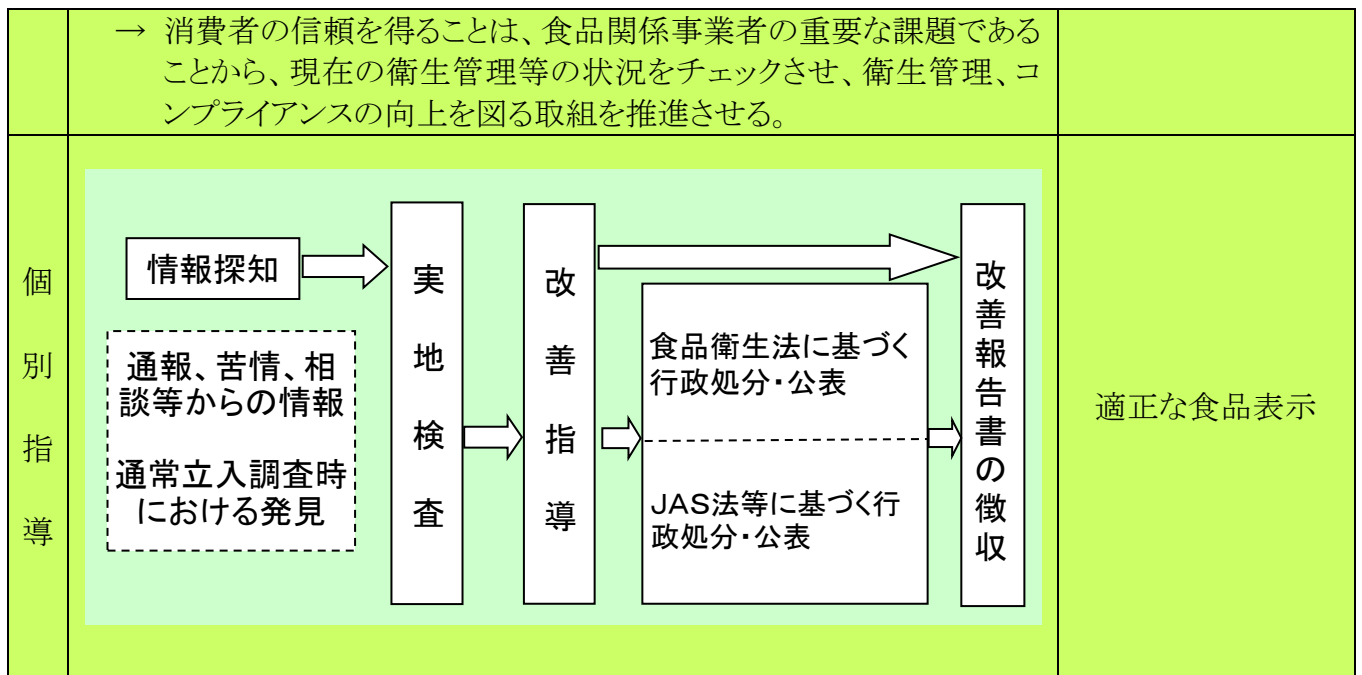 → 消費者の信頼を得ることは、食品関係事業者の重要な課題である
ことから、現在の衛生管理等の状況をチェックさせ、衛生管理、コ
ンプライアンスの向上を図る取組を推進させる。
個別指導
情報探知
通報、苦情、相
談等からの情報
通常立入調査時
における発見
実地検査
改善指導
食品衛生法に基づく
行政処分・公表
JAS法等に基づく行
政処分・公表
改善報告書の徴収
適正な食品表示